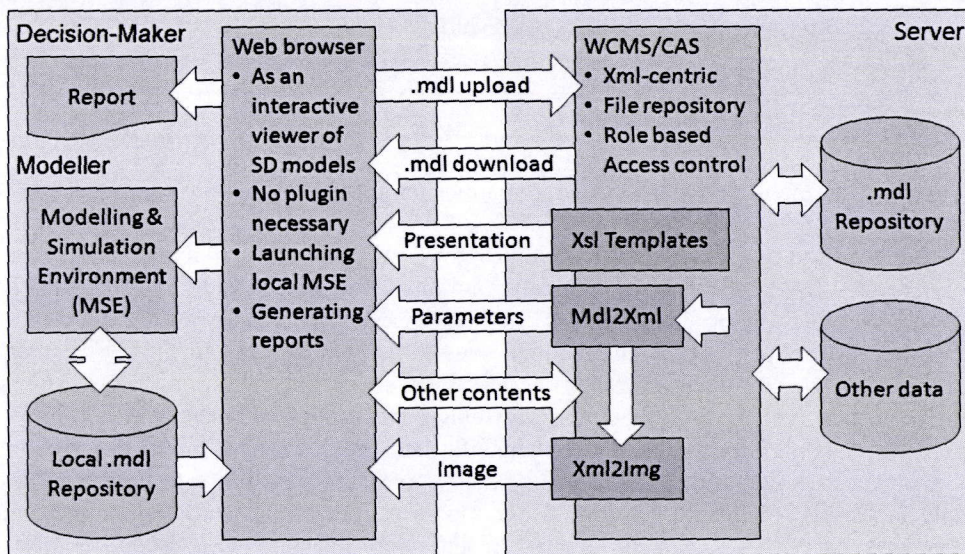 Decision-Maker
Report
Modeller
Modelling &
Simulation
Environment
(MSE)
Local .mdl
Repository
Web browser
• As an
interactive
viewer of
SD models
• No plugin
necessary
• Launching
local MSE
• Generating
reports
.mdl upload
.mdl download
Presentation
Parameters
Other contents
Image
WCMS/CAS
• Xml-centric
• File repository
• Role based
Access control
Xsl Templates
Mdl2Xml
Xml2Img
Server
.mdl
Repository
Other data